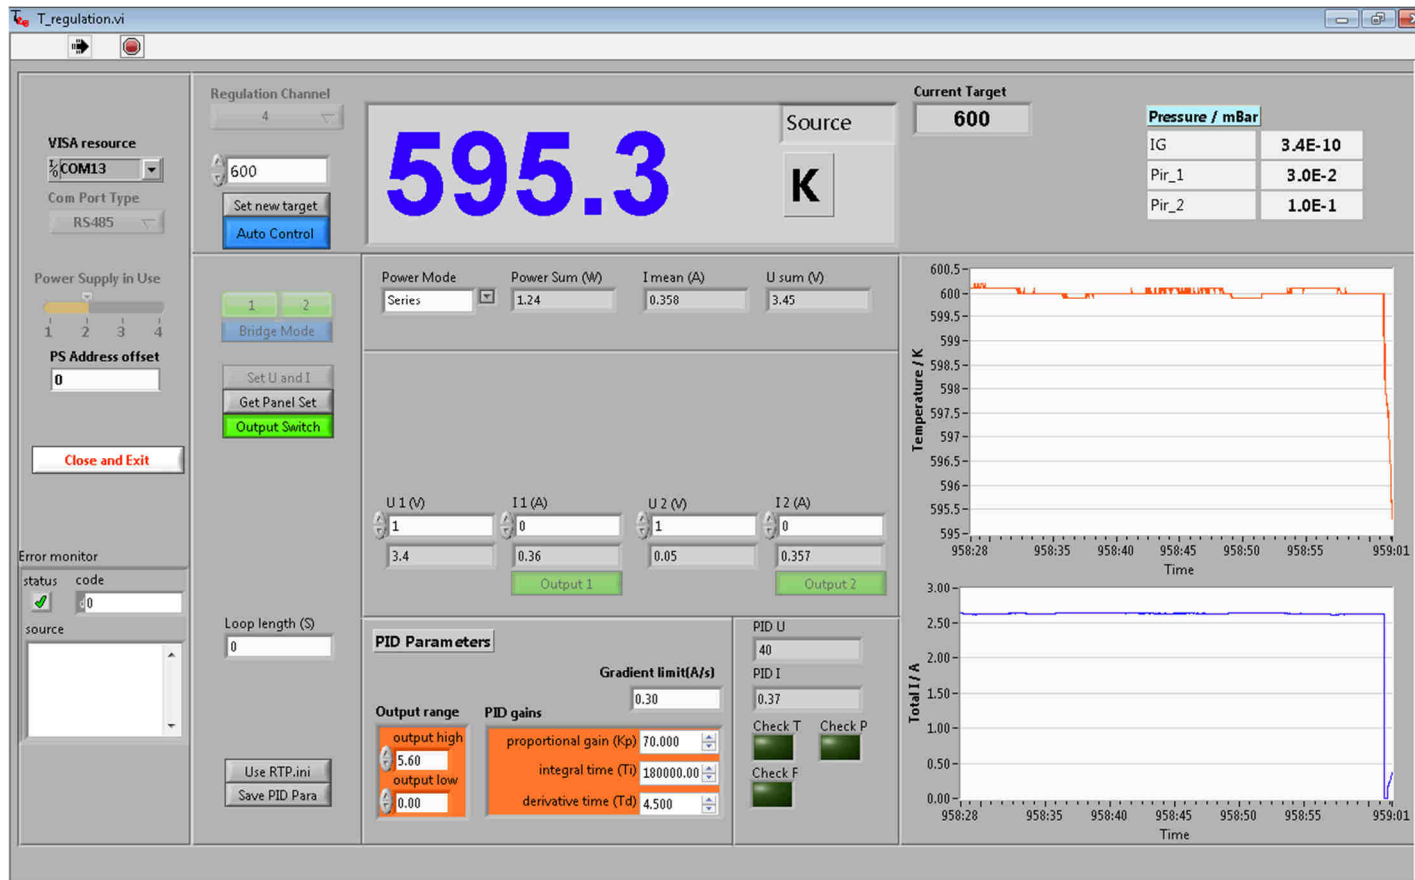 T_regulation.vi
VISA resource
COM13
Com Port Type
RS485
Power Supply in Use
1 2 3 4
PS Address offset
0
Close and Exit
Error monitor
status code
d 0
source
Regulation Channel
4
600
Set new target
Auto Control
1 2
Bridge Mode
Set U and I
Get Panel Set
Output Switch
Loop length (S)
0
Use RTP.ini
Save PID Para
595.3
Source
K
Current Target
600
Pressure / mBar
IG 3.4E-10
Pir_1 3.0E-2
Pir_2 1.0E-1
Power Mode Power Sum (W) I mean (A) U sum (V)
Series 1.24 0.358 3.45
U 1 (V) I 1 (A) U 2 (V) I 2 (A)
1 0 1 0
3.4 0.36 0.05 0.357
Output 1 Output 2
PID Parameters
Gradient limit(A/s)
0.30
Output range PID gains
output high
5.60
output low
0.00
proportional gain (Kp) 70.000
integral time (Ti) 180000.00
derivative time (Td) 4.500
PID U
40
PID I
0.37
Check T Check P
Check F
Temperature / K
600.5
600
599.5
599
598.5
598
597.5
597
596.5
596
595.5
595
958:28 958:35 958:40 958:45 958:50 958:55 959:01
Time
Total I / A
3.00
2.50
2.00
1.50
1.00
0.50
0.00
958:28 958:35 958:40 958:45 958:50 958:55 959:01
Time